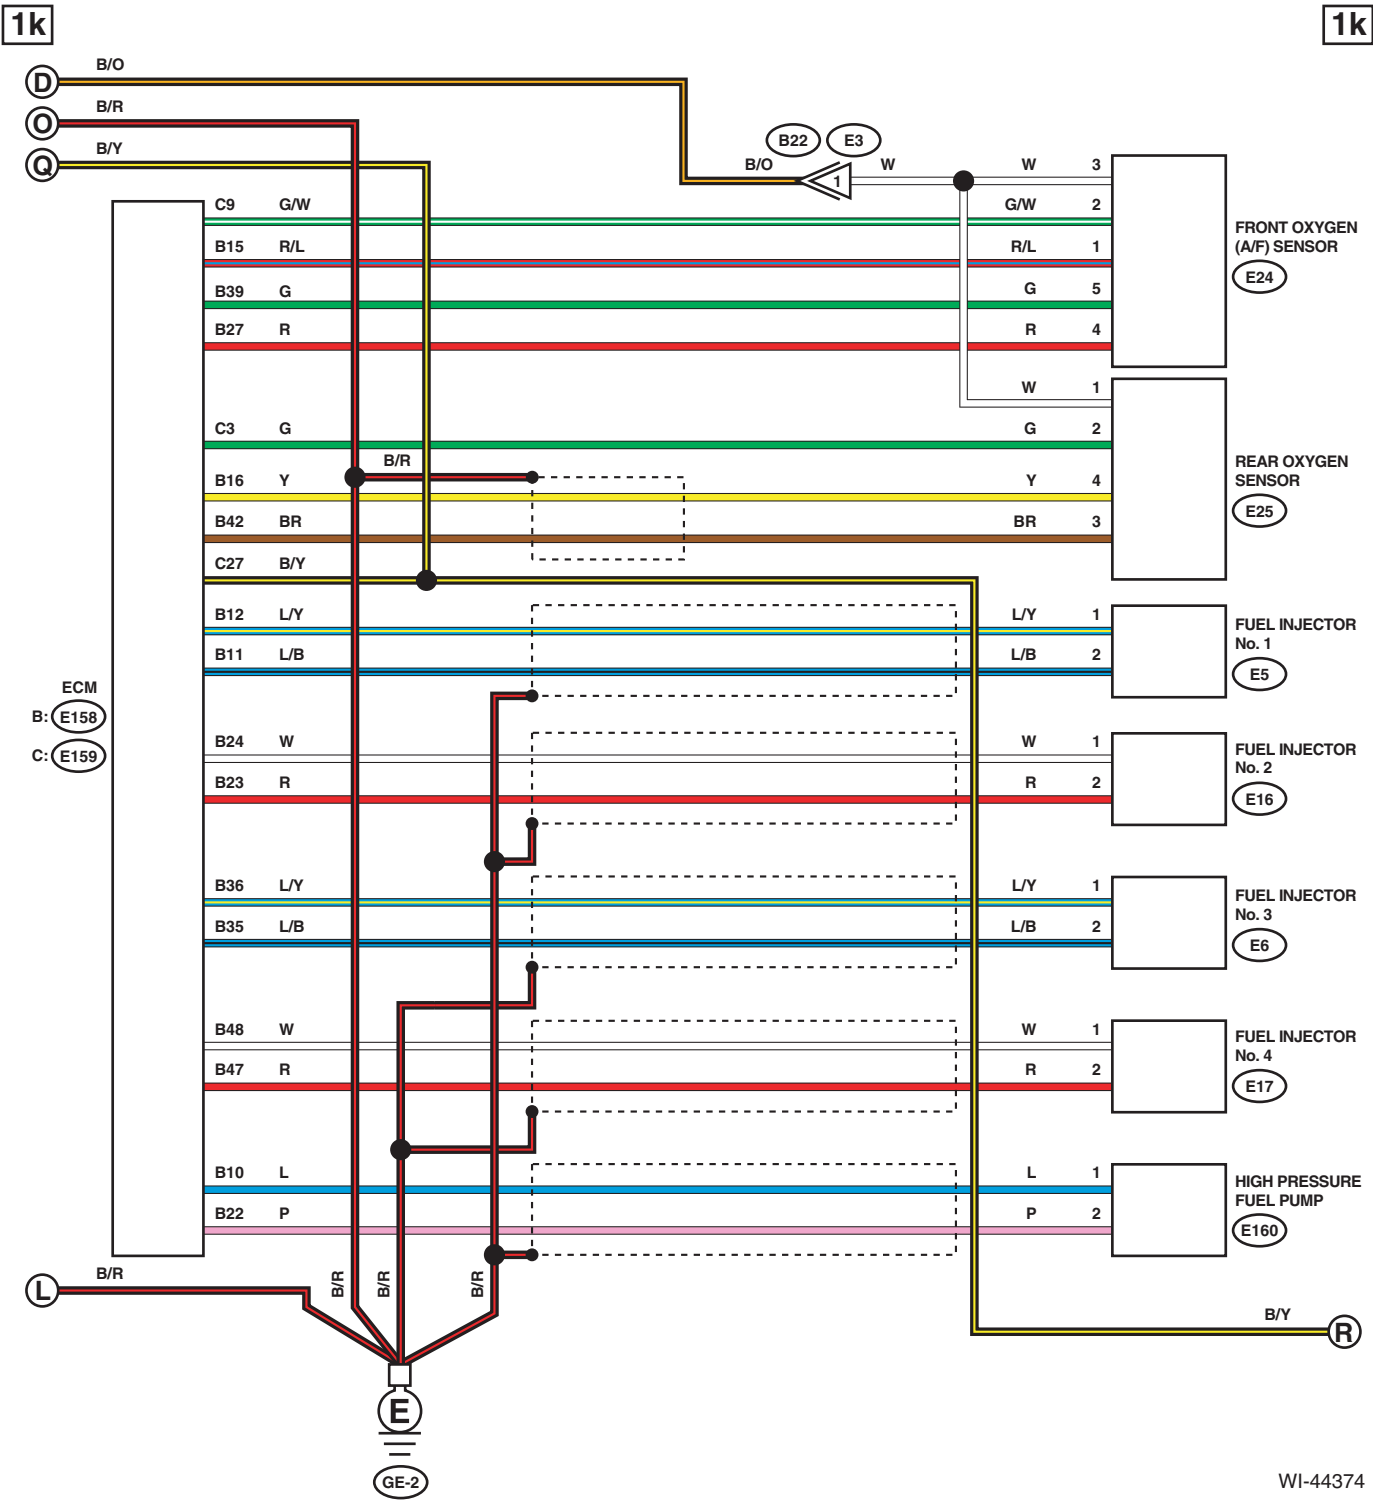 1k 1k
B/O
D
B/R
O
B/Y
Q
B22 E3
B/O 1 W W 3
C9 G/W G/W 2
B15 R/L R/L 1
B39 G G 5
B27 R R 4
FRONT OXYGEN
(A/F) SENSOR
E24
W 1
C3 G G 2
B/R
B16 Y Y 4
B42 BR BR 3
REAR OXYGEN
SENSOR
E25
C27 B/Y
B12 L/Y L/Y 1
B11 L/B L/B 2
FUEL INJECTOR
No. 1
E5
ECM
B: E158
C: E159
B24 W W 1
B23 R R 2
FUEL INJECTOR
No. 2
E16
B36 L/Y L/Y 1
B35 L/B L/B 2
FUEL INJECTOR
No. 3
E6
B48 W W 1
B47 R R 2
FUEL INJECTOR
No. 4
E17
B10 L L 1
B22 P P 2
HIGH PRESSURE
FUEL PUMP
E160
B/R
L
B/R B/R B/R
B/Y
R
E
GE-2
WI-44374